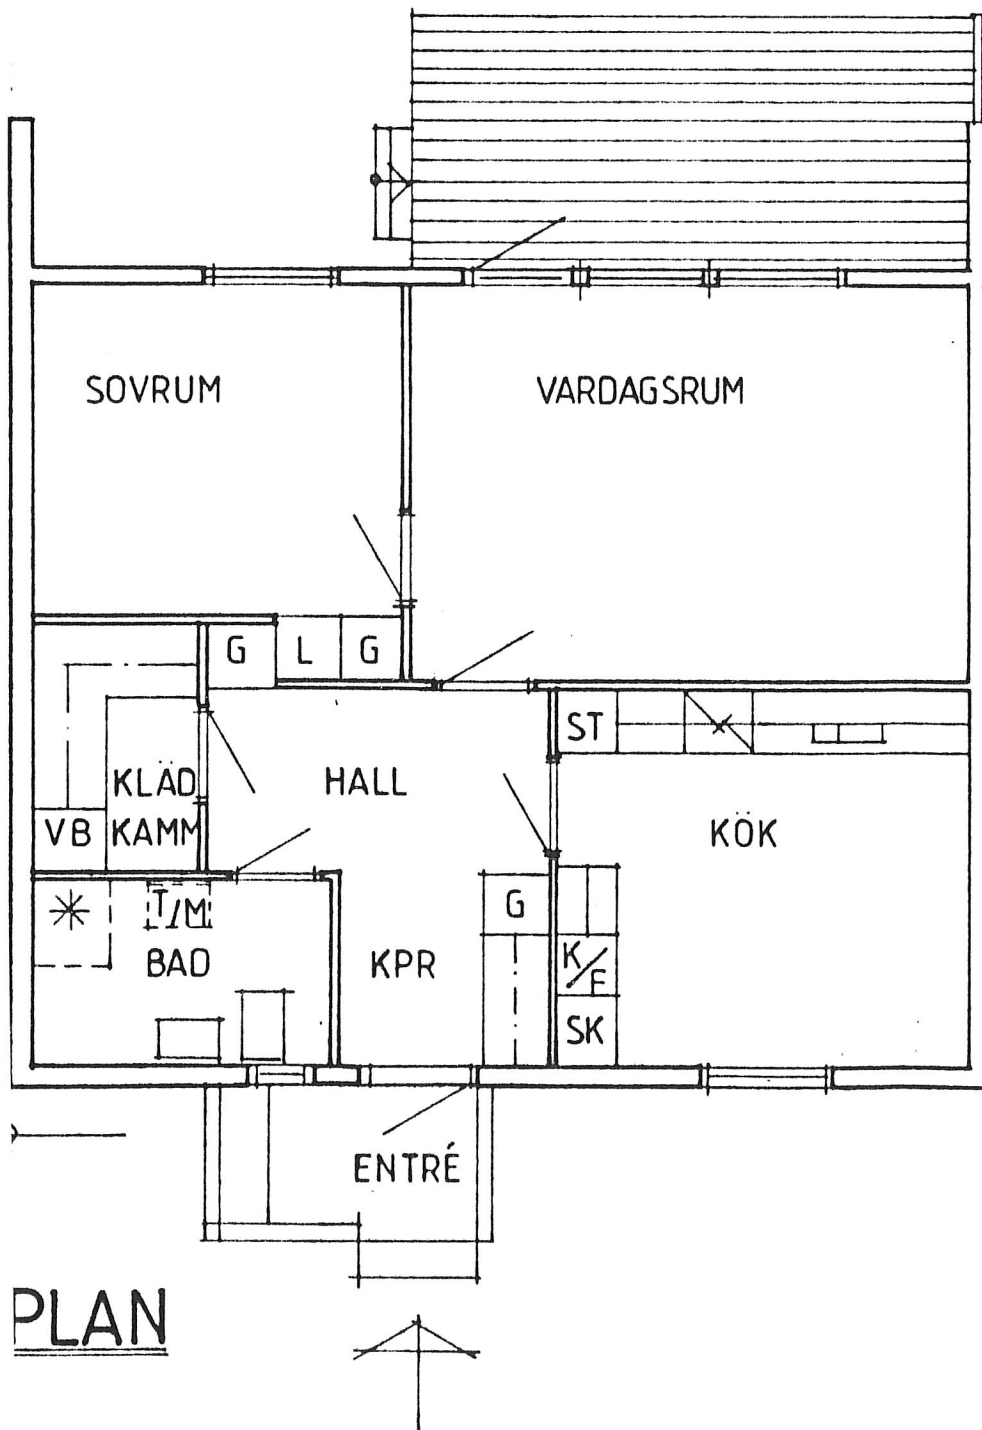 SOVRUM
VARDAGSRUM
G
L
G
ST
KLÄD
KAMM
VB
HALL
KÖK
T/M
BAD
KPR
G
K/F
SK
ENTRÉ
PLAN